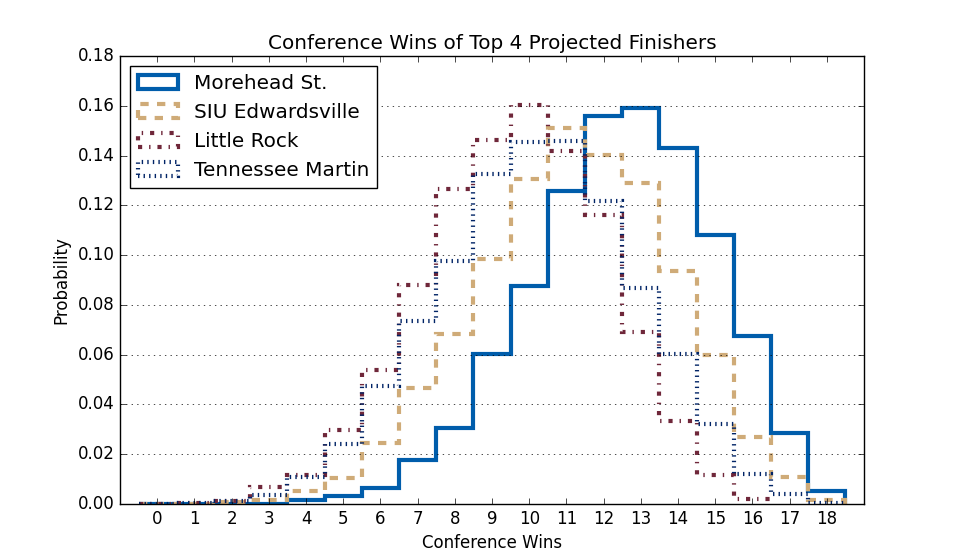 Conference Wins of Top 4 Projected Finishers
Morehead St.
SIU Edwardsville
Little Rock
Tennessee Martin
Probability
0.18
0.16
0.14
0.12
0.10
0.08
0.06
0.04
0.02
0.00
0 1 2 3 4 5 6 7 8 9 10 11 12 13 14 15 16 17 18
Conference Wins